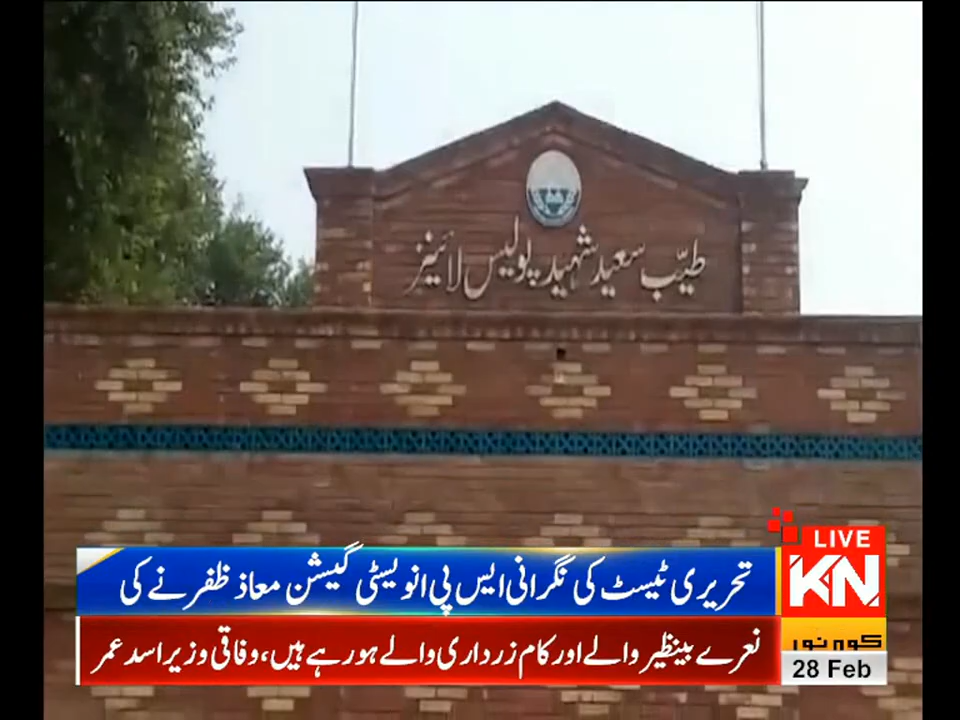 طیب سعید شہید پولیس لائینز
LIVE
KN
تحریری ٹیسٹ کی نگرانی ایس پی انویسٹی گیشن معاذ ظفر نے کی
کوہ نور
نعرے بینظیر والے اور کام زرداری والے ہو رہے ہیں، وفاقی وزیر اسد عمر
28 Feb